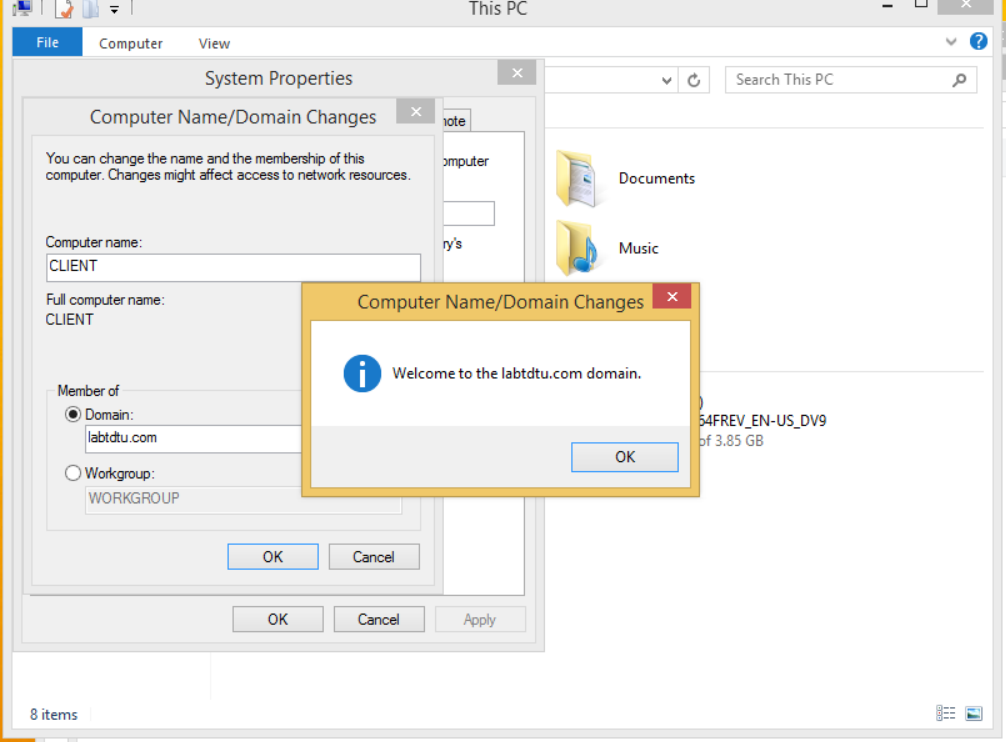 This PC
File
Computer
View
System Properties
Search This PC
Computer Name/Domain Changes
You can change the name and the membership of this
computer. Changes might affect access to network resources.
Computer name:
CLIENT
Full computer name:
CLIENT
Member of
Domain:
labtdtu.com
Workgroup:
WORKGROUP
OK
Cancel
OK
Cancel
Apply
Documents
Music
Computer Name/Domain Changes
Welcome to the labtdtu.com domain.
OK
64FREV_EN-US_DV9
of 3.85 GB
8 items